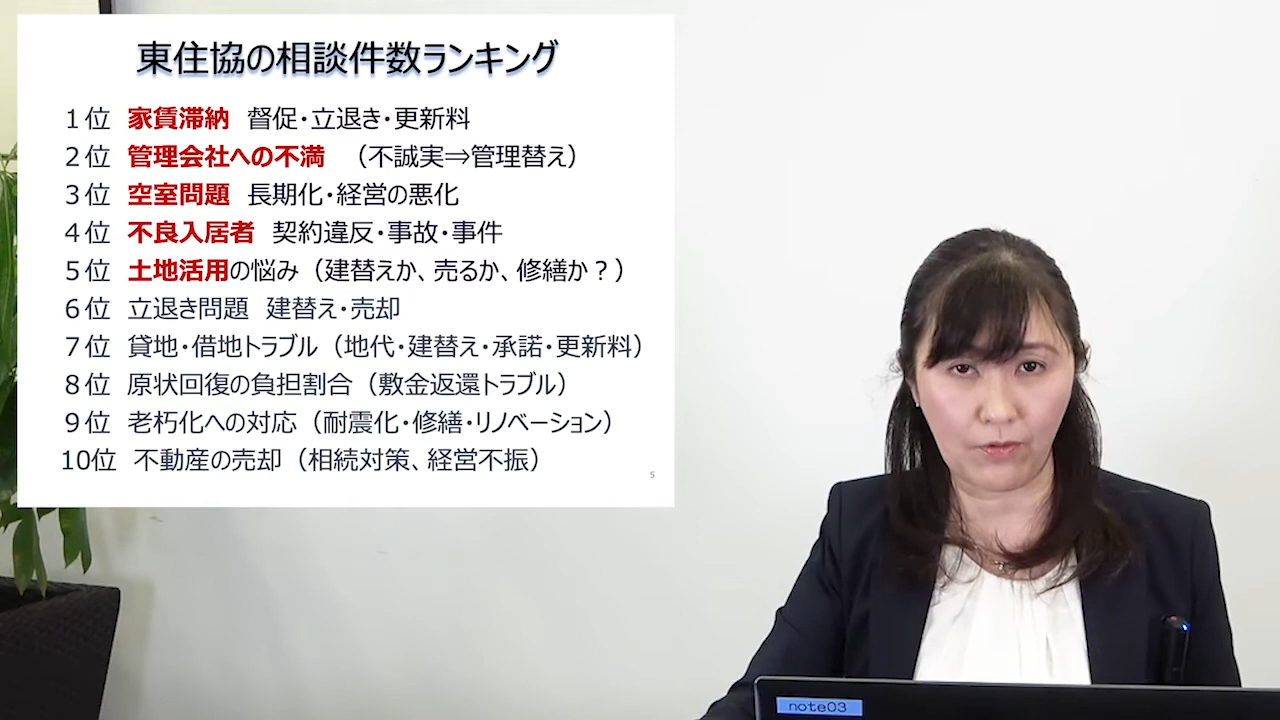 東住協の相談件数ランキング
１位 家賃滞納 督促・立退き・更新料
２位 管理会社への不満 （不誠実⇒管理替え）
３位 空室問題 長期化・経営の悪化
４位 不良入居者 契約違反・事故・事件
５位 土地活用の悩み（建替えか、売るか、修繕か？）
６位 立退き問題 建替え・売却
７位 貸地・借地トラブル（地代・建替え・承諾・更新料）
８位 原状回復の負担割合（敷金返還トラブル）
９位 老朽化への対応（耐震化・修繕・リノベーション）
10位 不動産の売却（相続対策、経営不振）
5
note03